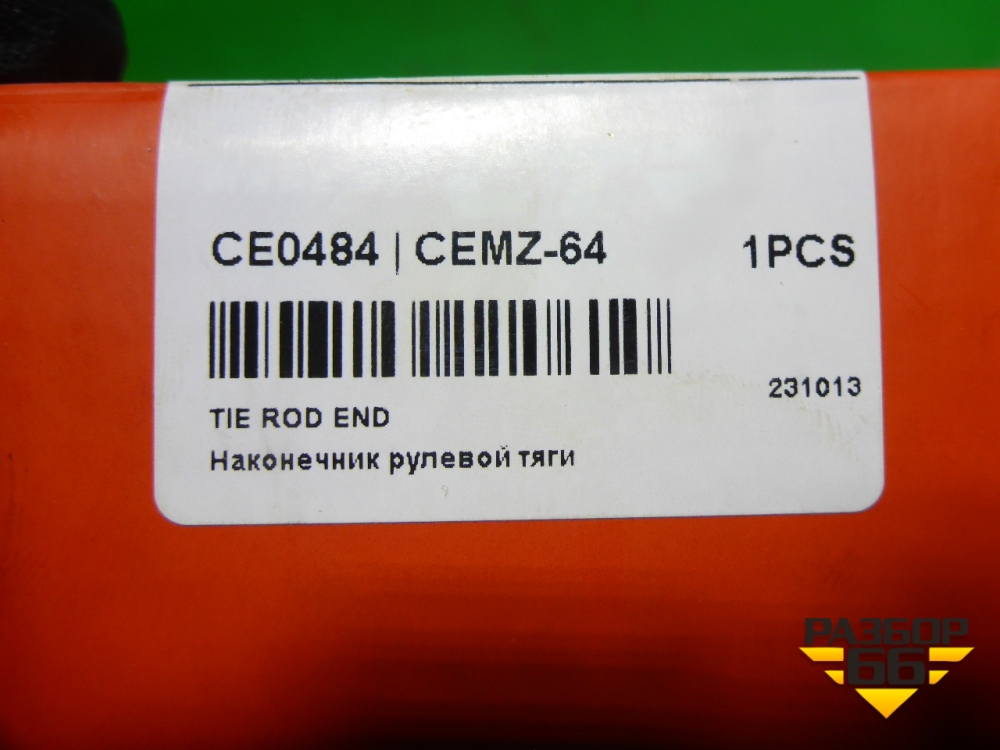 CE0484 | CEMZ-64 1PCS
231013
TIE ROD END
Наконечник рулевой тяги
РАЗБОР
66